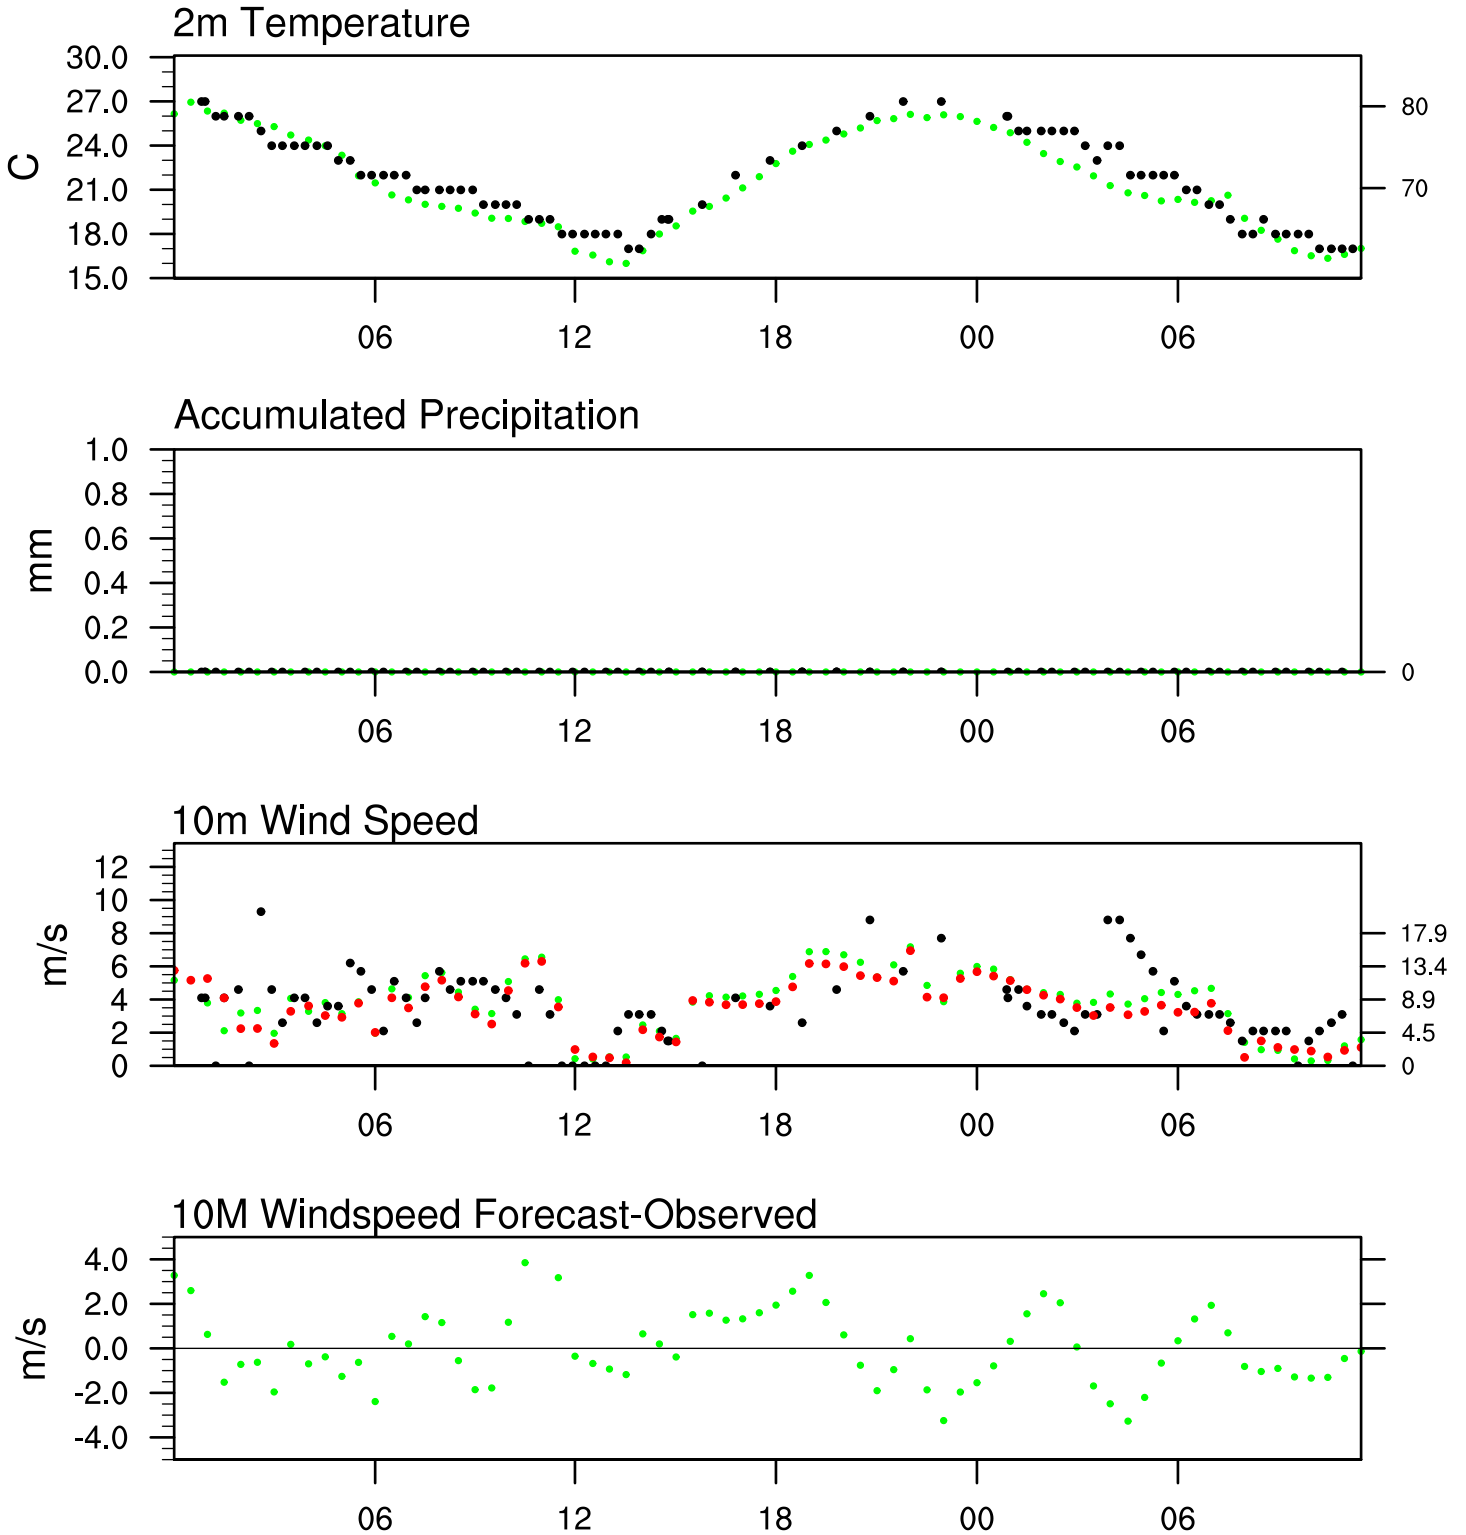 2m Temperature
30.0
27.0
24.0
21.0
18.0
15.0
C
80
70
06 12 18 00 06
Accumulated Precipitation
1.0
0.8
0.6
0.4
0.2
0.0
mm
0
06 12 18 00 06
10m Wind Speed
12
10
8
6
4
2
0
m/s
17.9
13.4
8.9
4.5
0
06 12 18 00 06
10M Windspeed Forecast-Observed
4.0
2.0
0.0
-2.0
-4.0
m/s
06 12 18 00 06